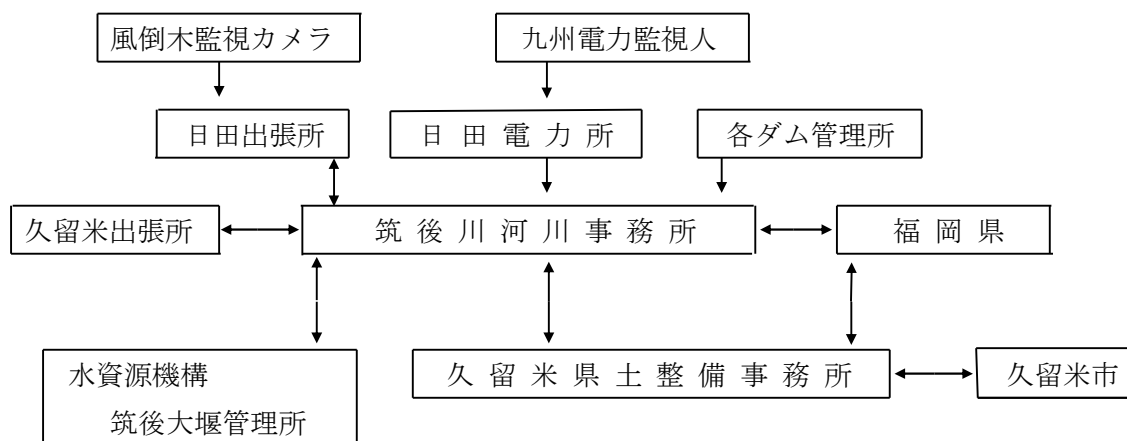 風倒木監視カメラ
九州電力監視人
日田出張所
日田電力所
各ダム管理所
久留米出張所
筑後川河川事務所
福岡県
水資源機構
筑後大堰管理所
久留米県土整備事務所
久留米市